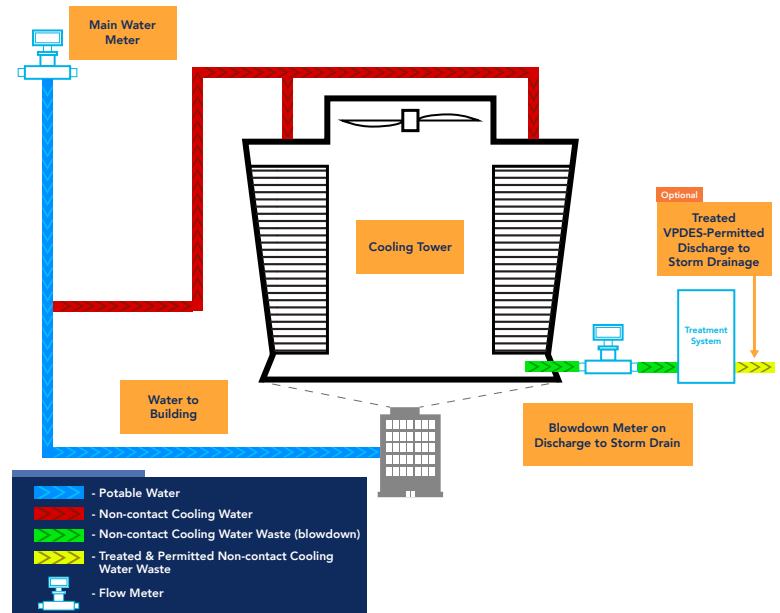 Main Water
Meter
Optional
Treated
VPDES-Permitted
Discharge to
Storm Drainage
Cooling Tower
Treatment
System
Water to
Building
Blowdown Meter on
Discharge to Storm Drain
- Potable Water
- Non-contact Cooling Water
- Non-contact Cooling Water Waste (blowdown)
- Treated & Permitted Non-contact Cooling
Water Waste
- Flow Meter